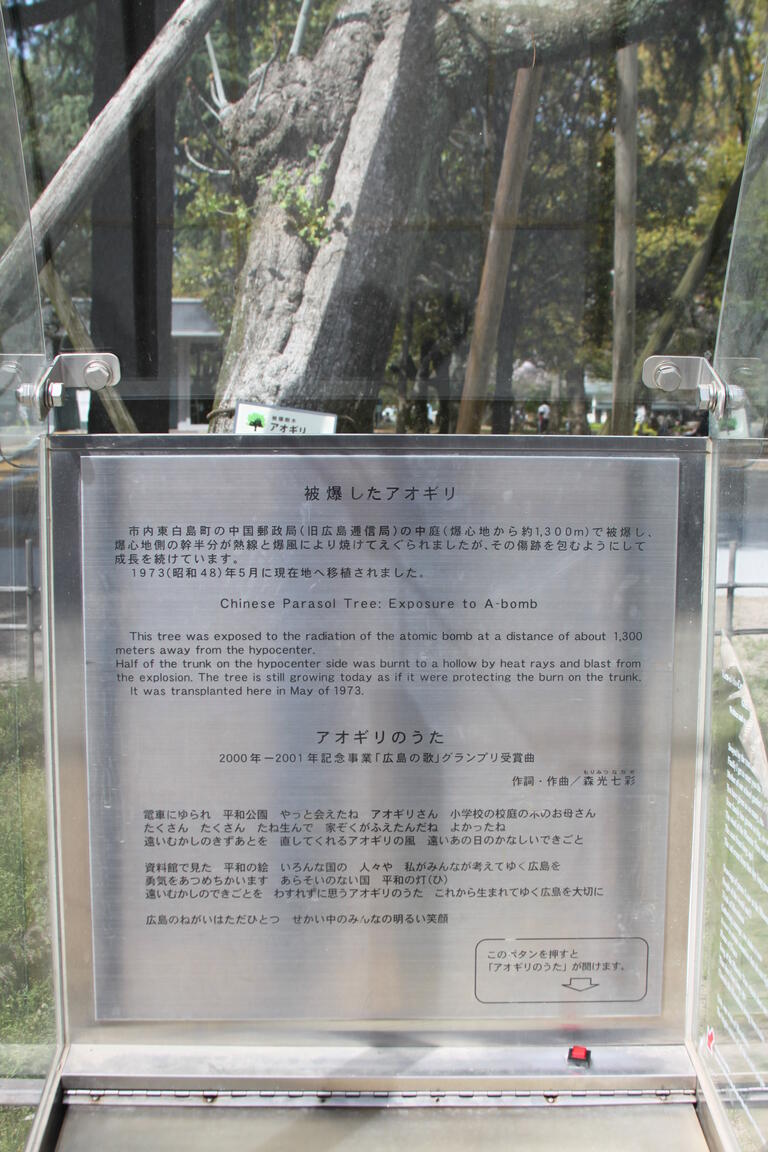 被爆樹木
アオギリ
被爆したアオギリ
市内東白島町の中国郵政局(旧広島逓信局)の中庭(爆心地から約1,300m)で被爆し、
爆心地側の幹半分が熱線と爆風により焼けてえぐられましたが、その傷跡を包むようにして
成長を続けています。
1973(昭和48)年5月に現在地へ移植されました。
Chinese Parasol Tree: Exposure to A-bomb
This tree was exposed to the radiation of the atomic bomb at a distance of about 1,300
meters away from the hypocenter.
Half of the trunk on the hypocenter side was burnt to a hollow by heat rays and blast from
the explosion. The tree is still growing today as if it were protecting the burn on the trunk.
It was transplanted here in May of 1973.
アオギリのうた
2000年−2001年記念事業「広島の歌」グランプリ受賞曲
もりみつななせ
作詞・作曲/森光七彩
電車にゆられ 平和公園 やっと会えたね アオギリさん 小学校の校庭の木のお母さん
たくさん たくさん たね生んで 家ぞくがふえたんだね よかったね
遠いむかしのきずあとを 直してくれるアオギリの風 遠いあの日のかなしいできごと
資料館で見た 平和の絵 いろんな国の 人々や 私がみんなが考えてゆく広島を
勇気をあつめちかいます あらそいのない国 平和の灯(ひ)
遠いむかしのできごとを わすれずに思うアオギリのうた これから生まれてゆく広島を大切に
広島のねがいはただひとつ せかい中のみんなの明るい笑顔
このボタンを押すと
「アオギリのうた」が聞けます。